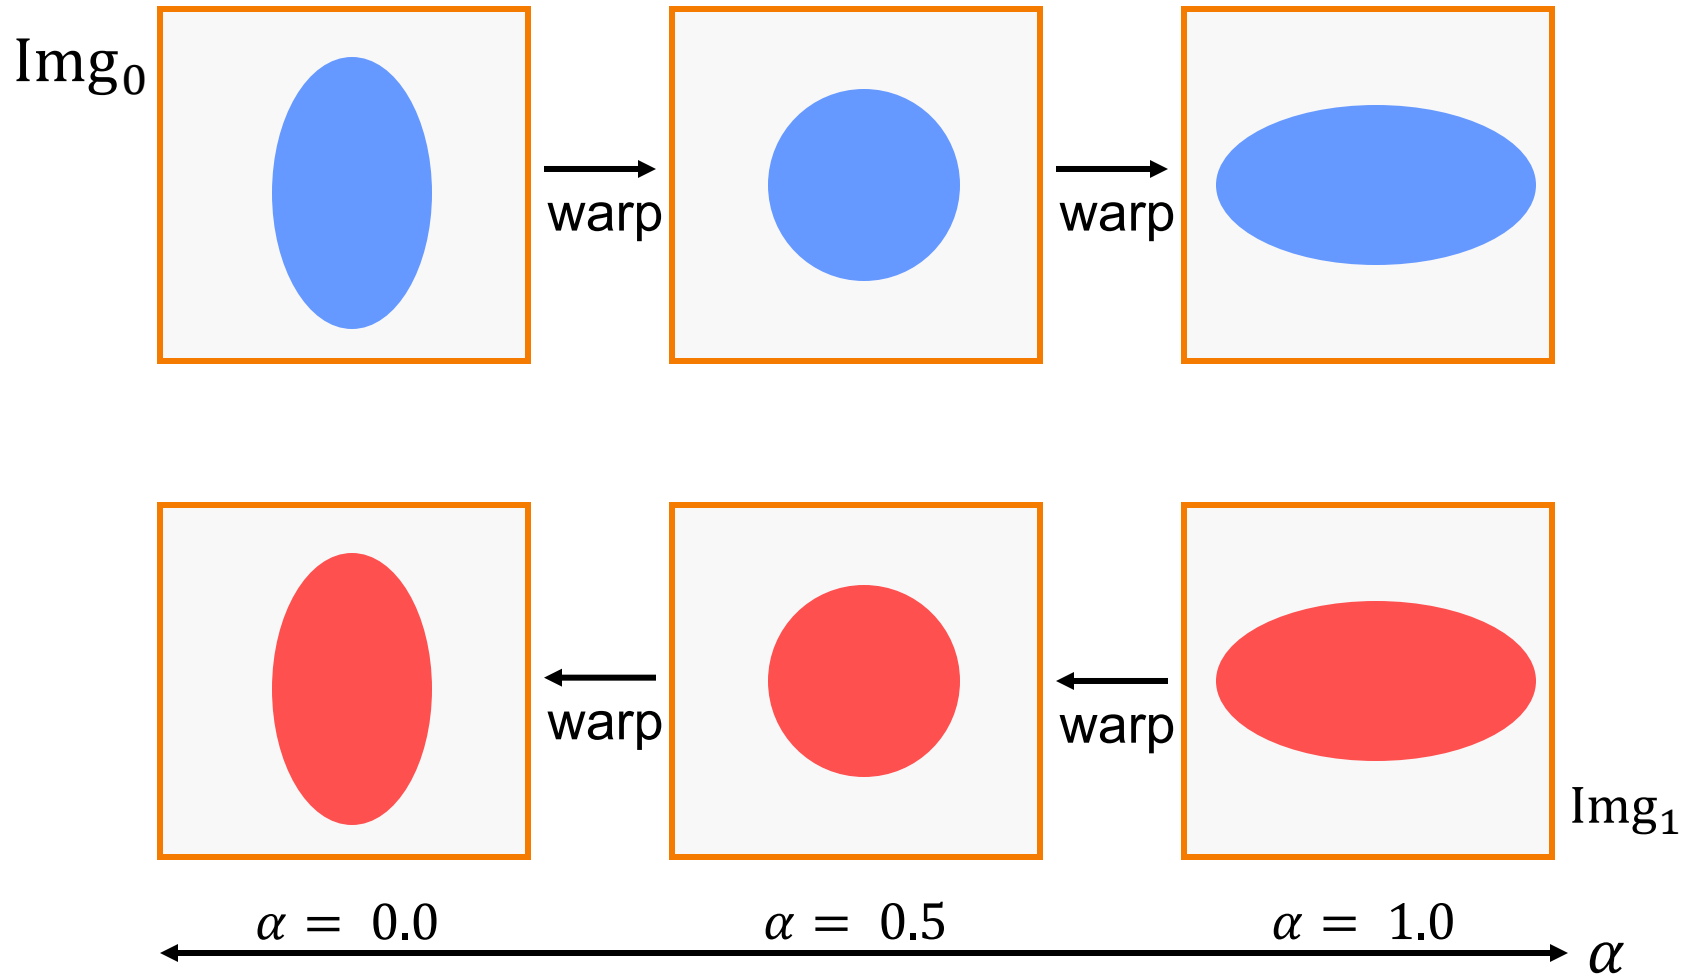 Img₀
warp warp
warp warp
Img₁
α = 0.0 α = 0.5 α = 1.0
α